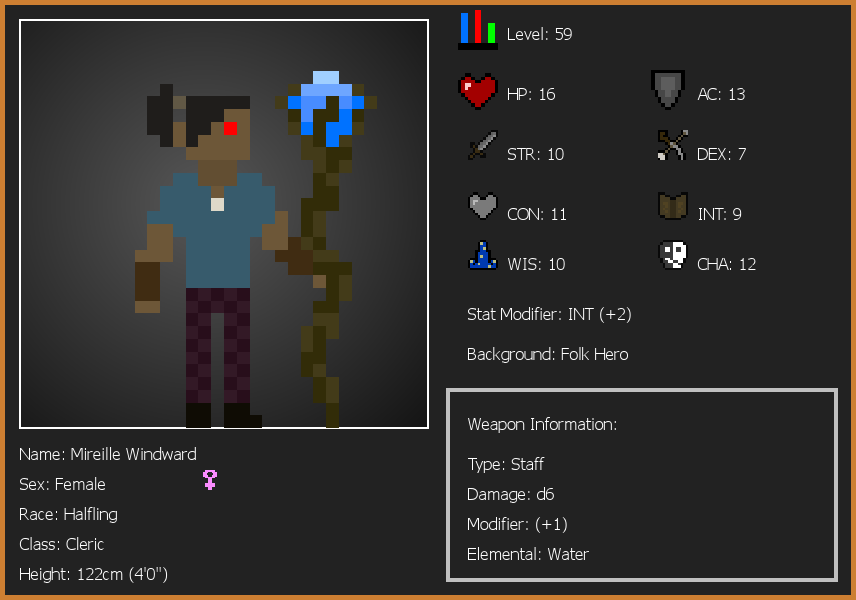 Level: 59
HP: 16
AC: 13
STR: 10
DEX: 7
CON: 11
INT: 9
WIS: 10
CHA: 12
Stat Modifier: INT (+2)
Background: Folk Hero
Weapon Information:
Type: Staff
Damage: d6
Modifier: (+1)
Elemental: Water
Name: Mireille Windward
Sex: Female
Race: Halfling
Class: Cleric
Height: 122cm (4'0")